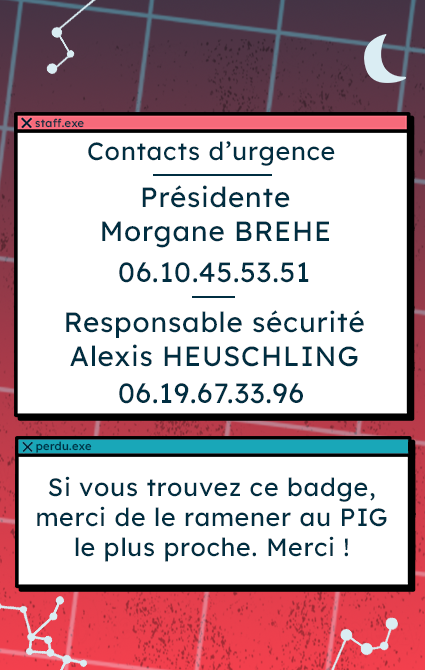 staff.exe
Contacts d’urgence
Présidente
Morgane BREHE
06.10.45.53.51
Responsable sécurité
Alexis HEUSCHLING
06.19.67.33.96
perdu.exe
Si vous trouvez ce badge,
merci de le ramener au PIG
le plus proche. Merci !